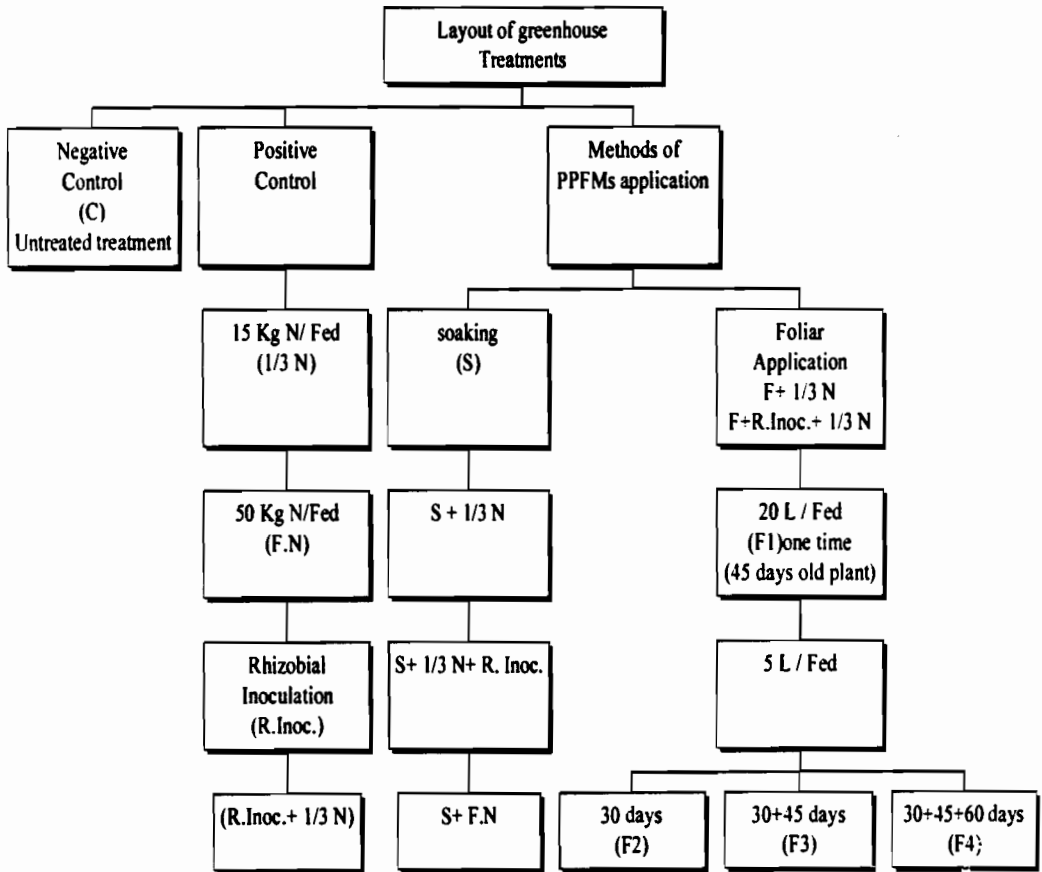 Layout of greenhouse
Treatments
Negative
Control
(C)
Untreated treatment
Positive
Control
Methods of
PPFMs application
15 Kg N/ Fed
(1/3 N)
soaking
(S)
Foliar
Application
F+ 1/3 N
F+R.Inoc.+ 1/3 N
50 Kg N/Fed
(F.N)
S + 1/3 N
20 L / Fed
(F1)one time
(45 days old plant)
Rhizobial
Inoculation
(R.Inoc.)
S+ 1/3 N+ R. Inoc.
5 L / Fed
(R.Inoc.+ 1/3 N)
S+ F.N
30 days
(F2)
30+45 days
(F3)
30+45+60 days
(F4)